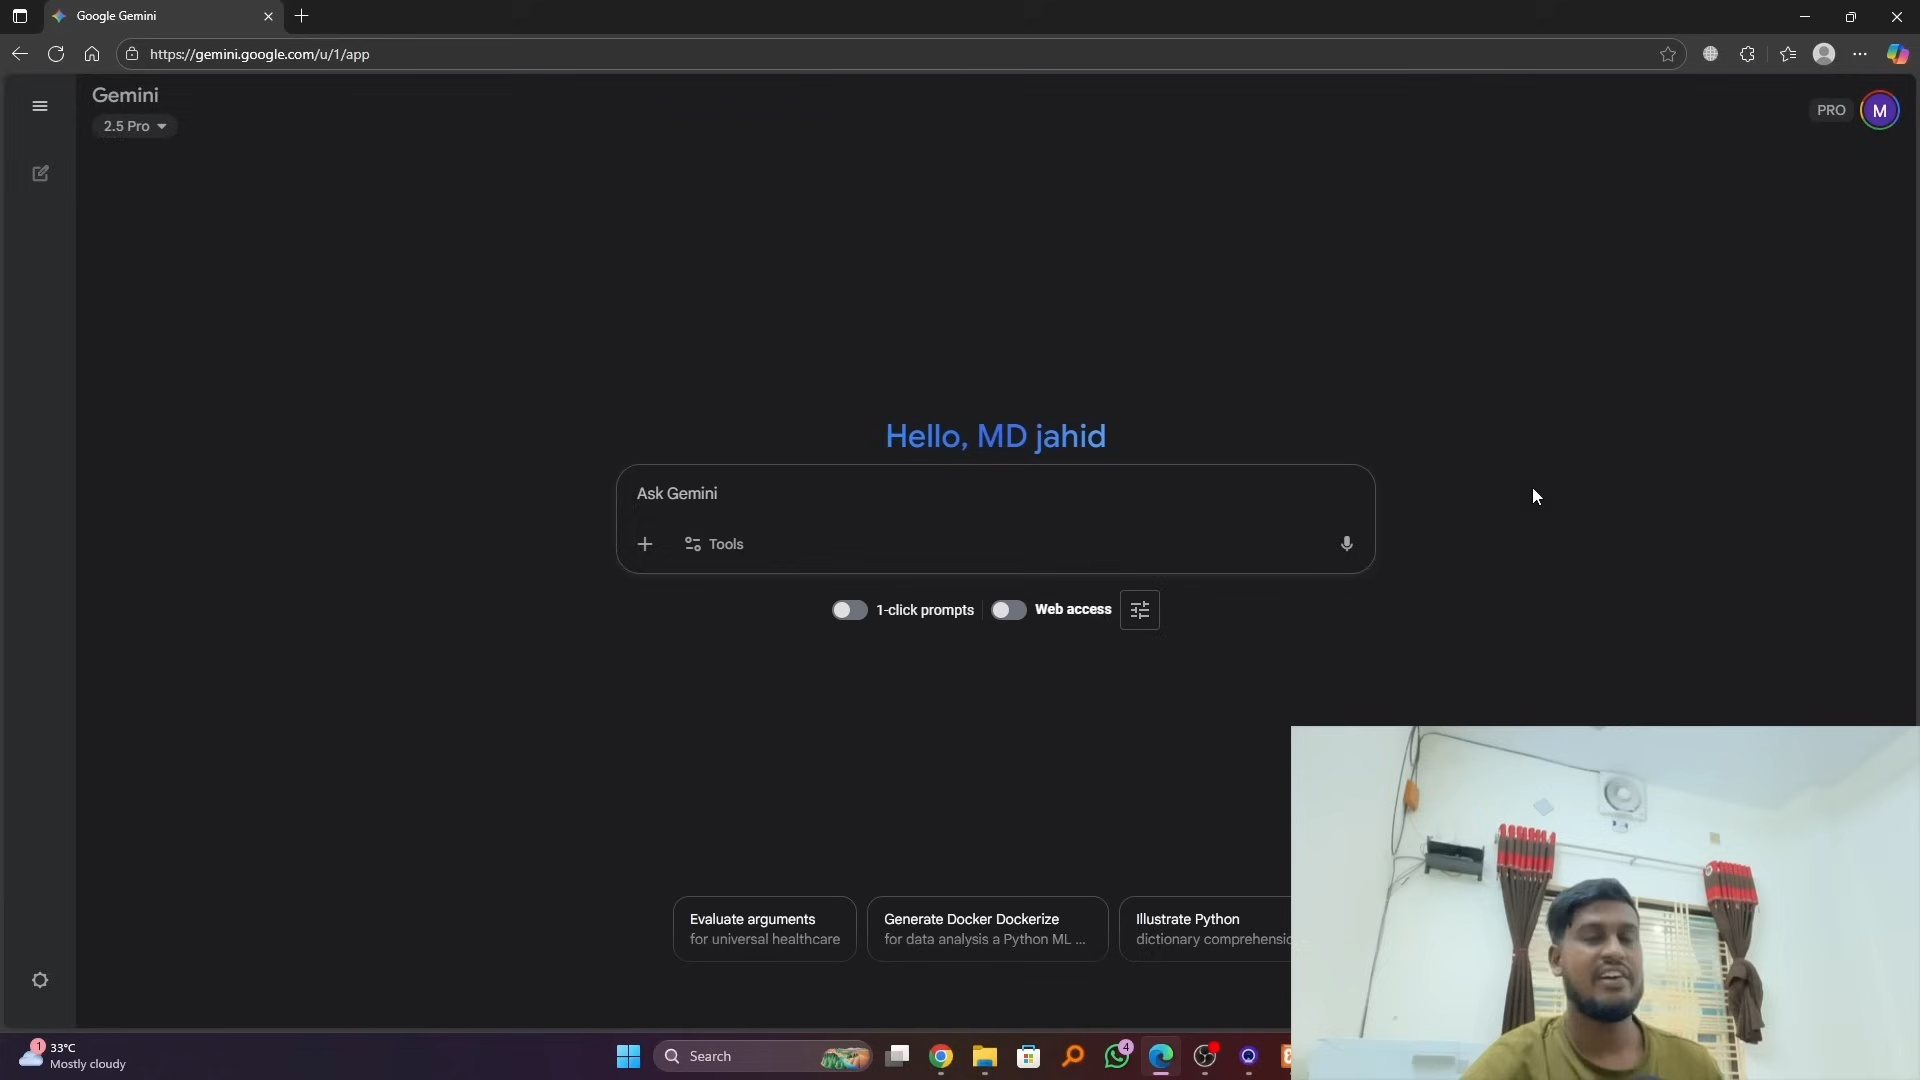 Google Gemini
https://gemini.google.com/u/1/app
Gemini
2.5 Pro
PRO
M
Hello, MD jahid
Ask Gemini
Tools
1-click prompts
Web access
Evaluate arguments
for universal healthcare
Generate Docker Dockerize
for data analysis a Python ML ...
Illustrate Python
dictionary
1
33°C
Mostly cloudy
Search
4